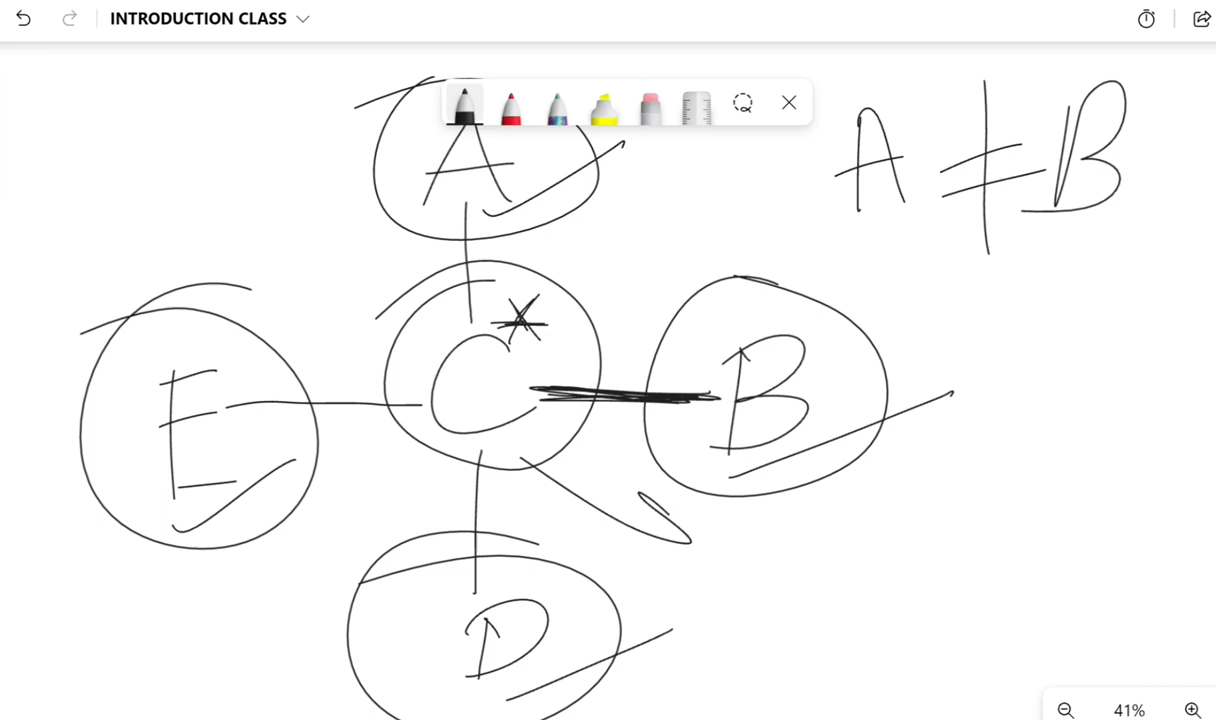 INTRODUCTION CLASS
A
A ≠ B
C
E
B
D
41%